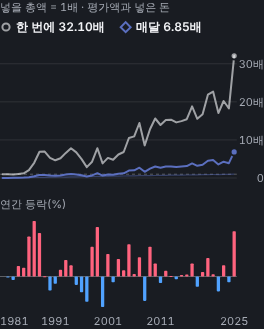 넣을 총액 = 1배 · 평가액과 넣은 돈
한 번에 32.10배 매달 6.85배
30배
20배
10배
0
연간 등락(%)
1981 1991 2001 2011 2025